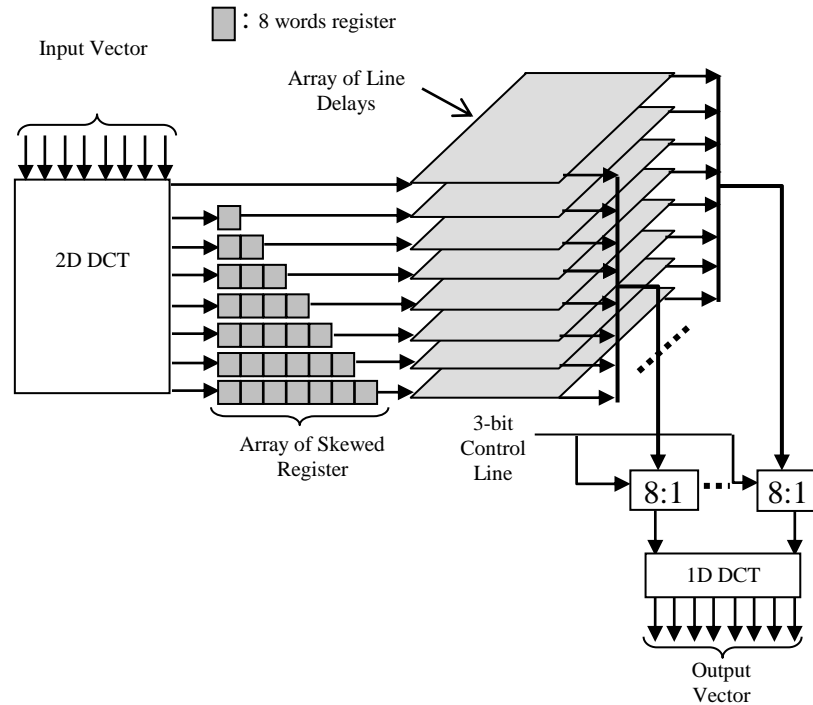 : 8 words register
Input Vector
Array of Line
Delays
2D DCT
Array of Skewed
Register
3-bit
Control
Line
8:1
8:1
1D DCT
Output
Vector